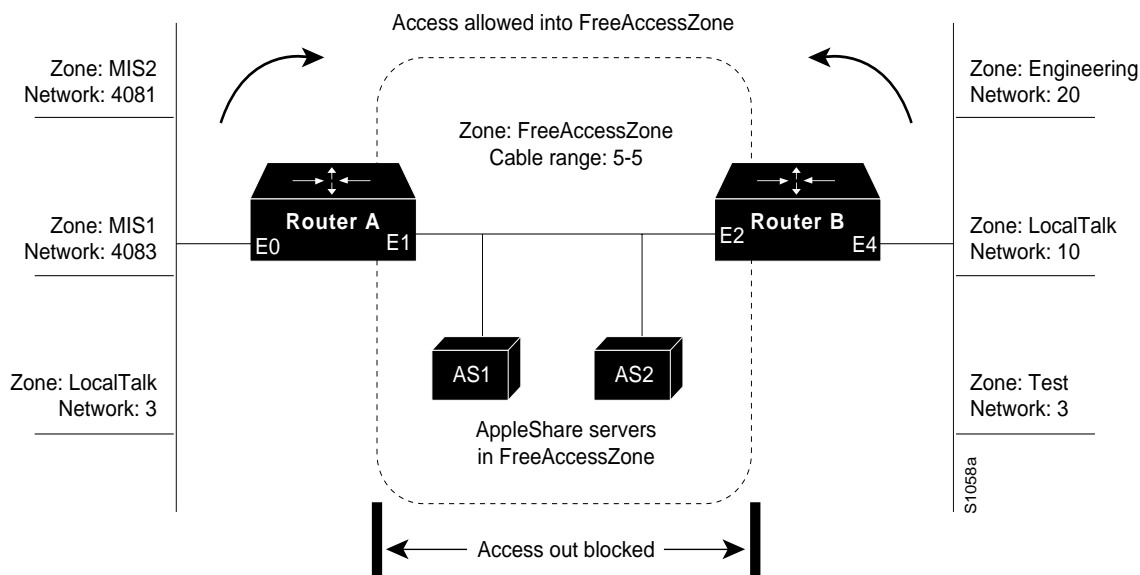 Access allowed into FreeAccessZone
Zone: MIS2
Network: 4081
Zone: Engineering
Network: 20
Zone: FreeAccessZone
Cable range: 5-5
Zone: MIS1
Network: 4083
Router A
E0
E1
E2
Router B
E4
Zone: LocalTalk
Network: 10
Zone: LocalTalk
Network: 3
AS1
AS2
Zone: Test
Network: 3
AppleShare servers
in FreeAccessZone
S1058a
Access out blocked